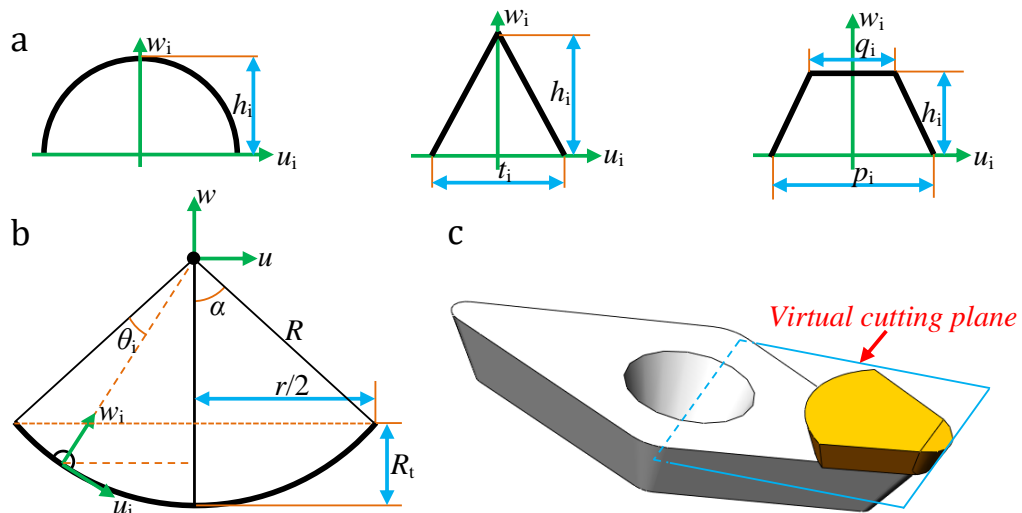 a
wᵢ
hᵢ
uᵢ
wᵢ
hᵢ
uᵢ
tᵢ
wᵢ
qᵢ
hᵢ
uᵢ
pᵢ
b
w
u
α
θᵢ
R
r/2
wᵢ
uᵢ
Rₜ
c
Virtual cutting plane